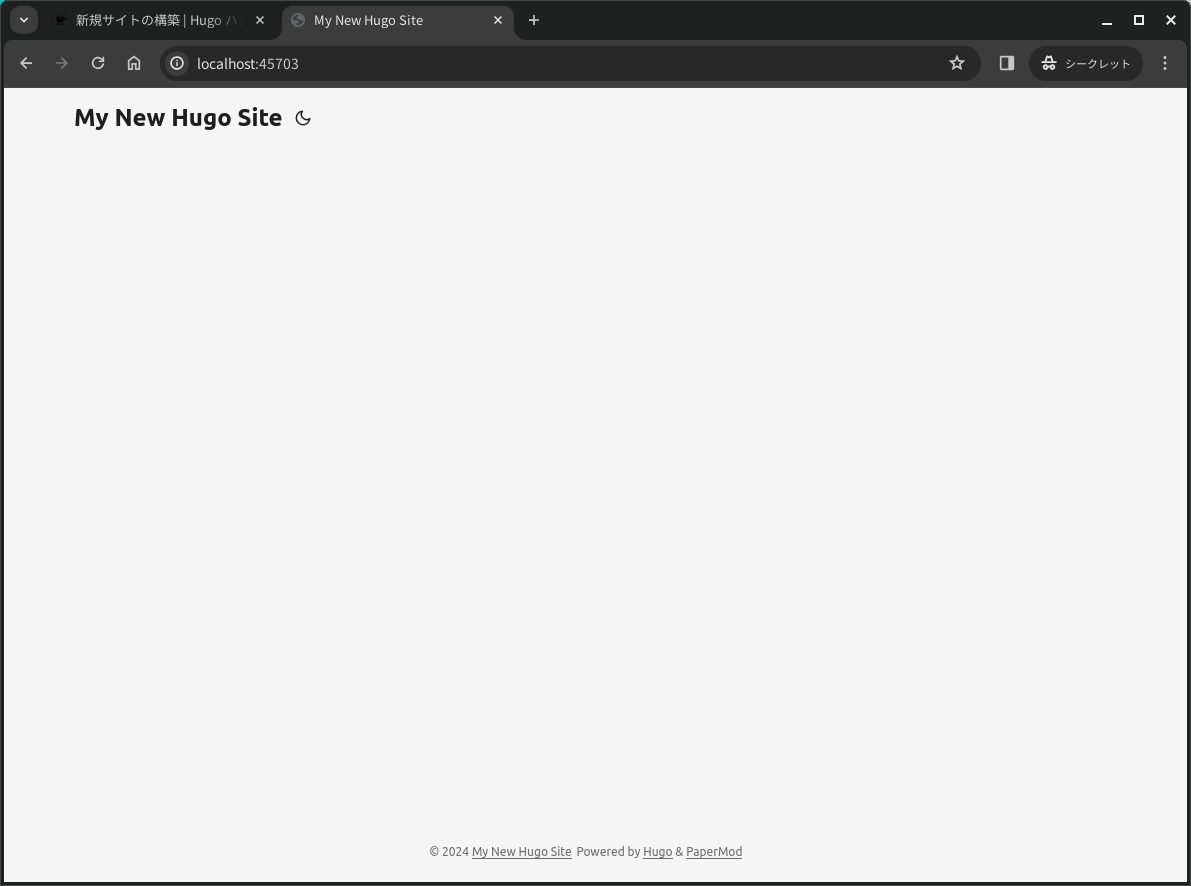 新規サイトの構築 | Hugo ハ
My New Hugo Site
localhost:45703
シークレット
My New Hugo Site
© 2024 My New Hugo Site Powered by Hugo & PaperMod